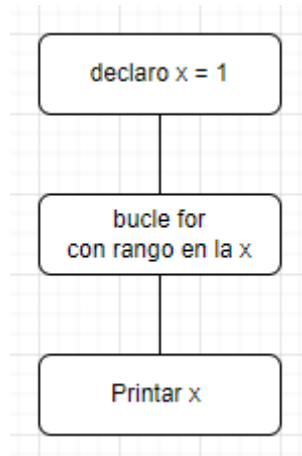 declaro x = 1
bucle for
con rango en la x
Printar x